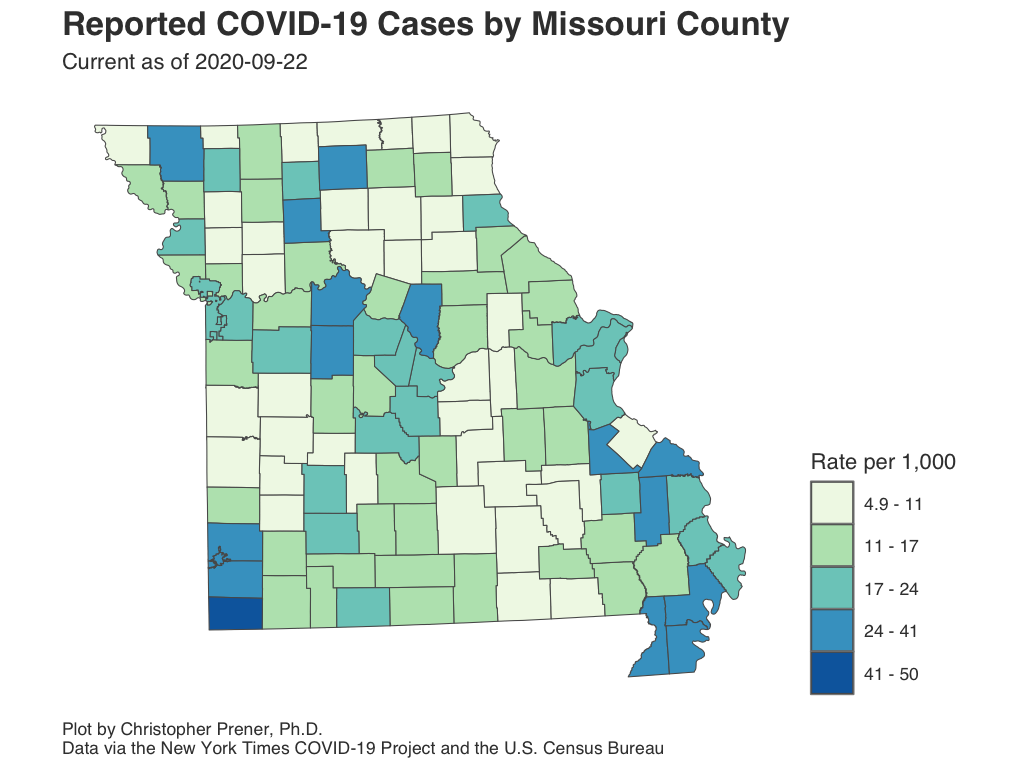 Reported COVID-19 Cases by Missouri County
Current as of 2020-09-22
Rate per 1,000
4.9 - 11
11 - 17
17 - 24
24 - 41
41 - 50
Plot by Christopher Prener, Ph.D.
Data via the New York Times COVID-19 Project and the U.S. Census Bureau